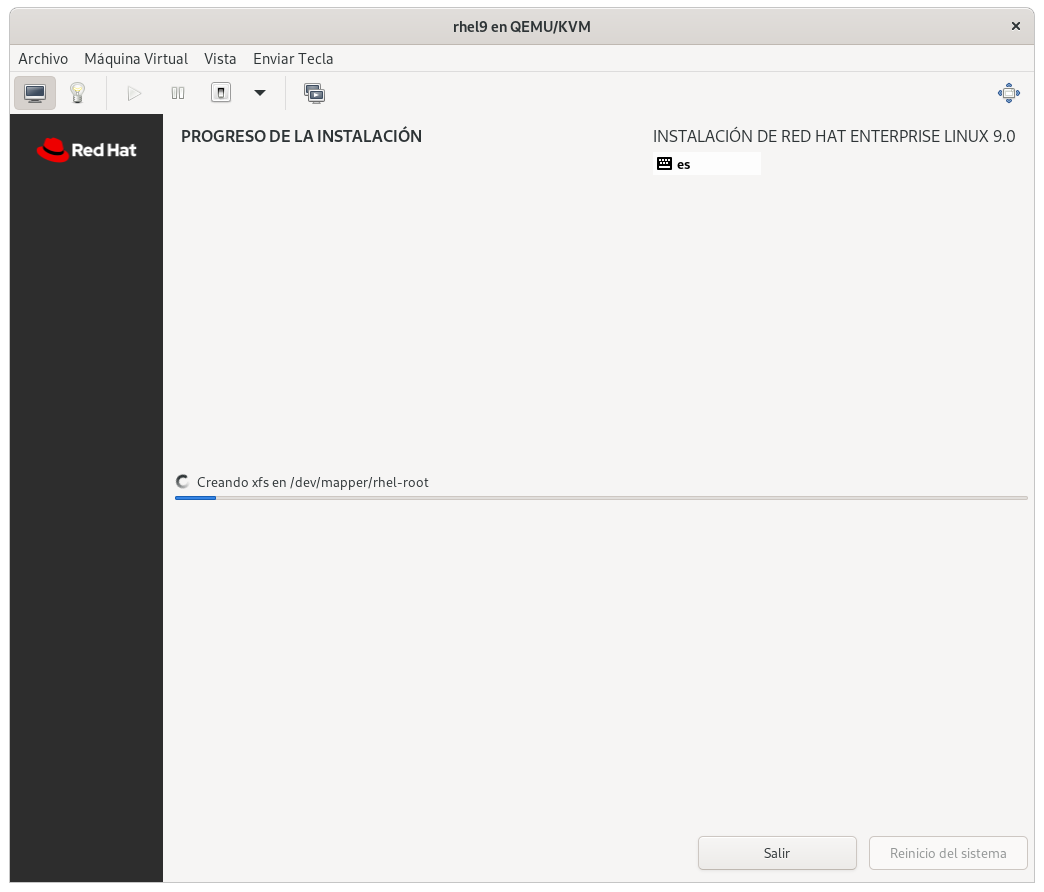 rhel9 en QEMU/KVM
Archivo Máquina Virtual Vista Enviar Tecla
Red Hat
PROGRESO DE LA INSTALACIÓN
INSTALACIÓN DE RED HAT ENTERPRISE LINUX 9.0
es
Creando xfs en /dev/mapper/rhel-root
Salir
Reinicio del sistema